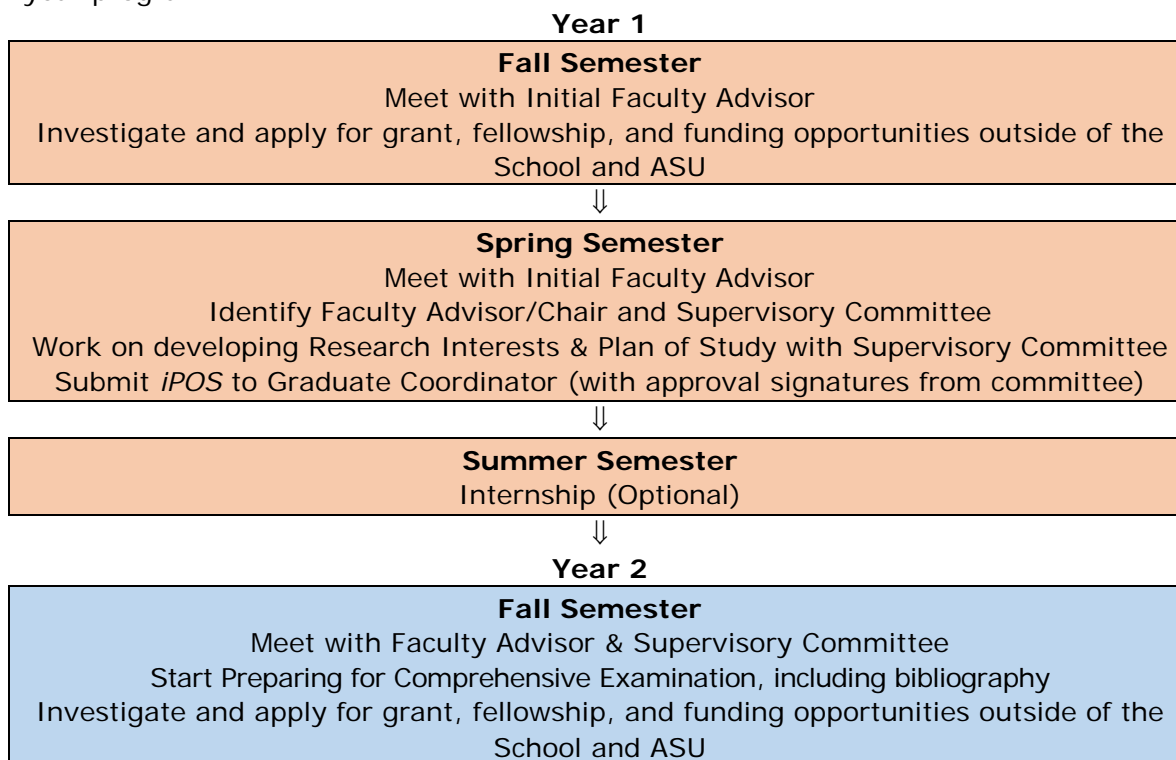 Year 1
Fall Semester
Meet with Initial Faculty Advisor
Investigate and apply for grant, fellowship, and funding opportunities outside of the
School and ASU
⇓
Spring Semester
Meet with Initial Faculty Advisor
Identify Faculty Advisor/Chair and Supervisory Committee
Work on developing Research Interests & Plan of Study with Supervisory Committee
Submit iPOS to Graduate Coordinator (with approval signatures from committee)
⇓
Summer Semester
Internship (Optional)
⇓
Year 2
Fall Semester
Meet with Faculty Advisor & Supervisory Committee
Start Preparing for Comprehensive Examination, including bibliography
Investigate and apply for grant, fellowship, and funding opportunities outside of the
School and ASU